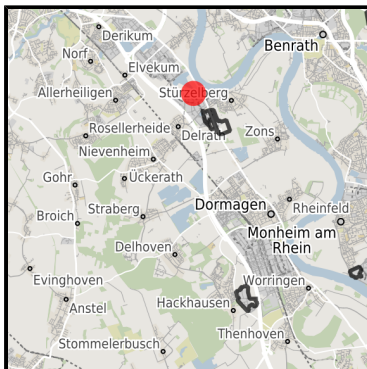 Derikum
Benrath
Norf
Elvekum
Allerheiligen
Stürzelberg
Rosellerheide
Delrath
Zons
Nievenheim
Gohr
Ückerath
Straberg
Dormagen
Rheinfeld
Broich
Monheim am
Rhein
Delhoven
Evinghoven
Worringen
Anstel
Hackhausen
Thenhoven
Stommelerbusch